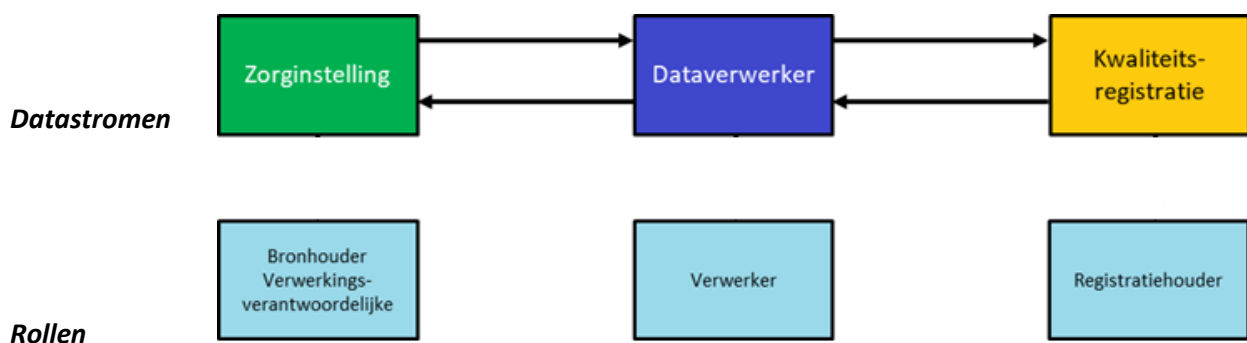 Zorginstelling
Dataverwerker
Kwaliteits-
registratie
Datastromen
Bronhouder
Verwerkings-
verantwoordelijke
Verwerker
Registratiehouder
Rollen